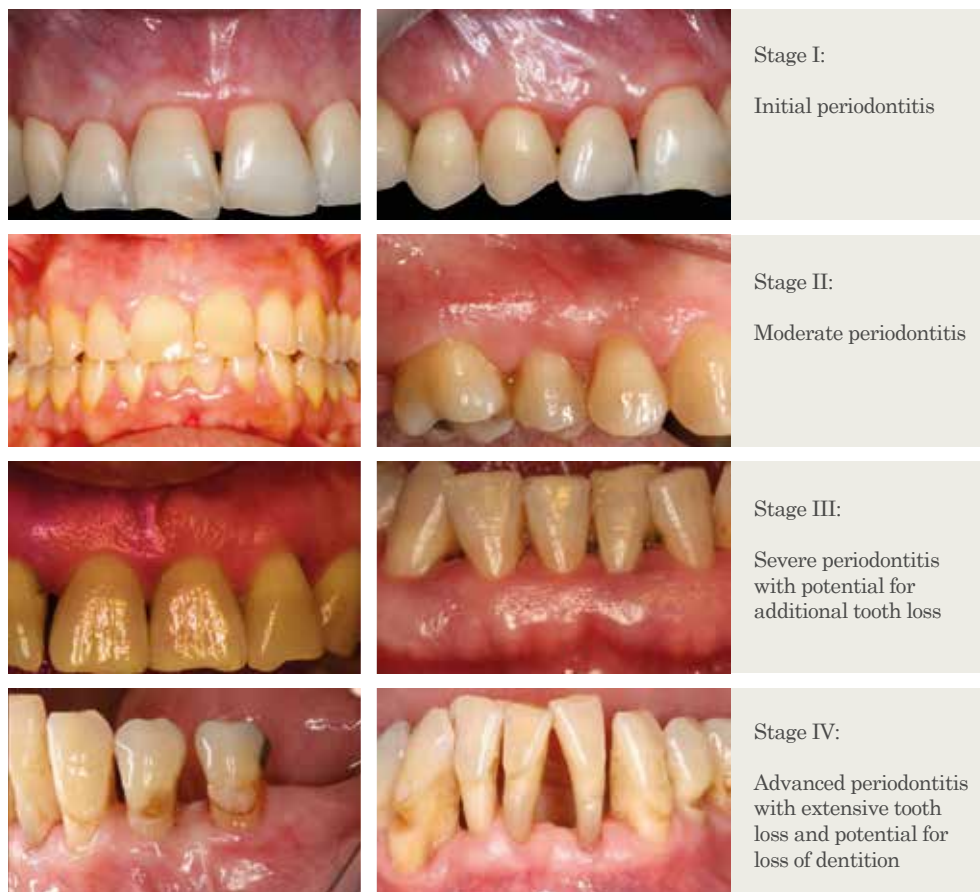 Stage I:
Initial periodontitis
Stage II:
Moderate periodontitis
Stage III:
Severe periodontitis
with potential for
additional tooth loss
Stage IV:
Advanced periodontitis
with extensive tooth
loss and potential for
loss of dentition